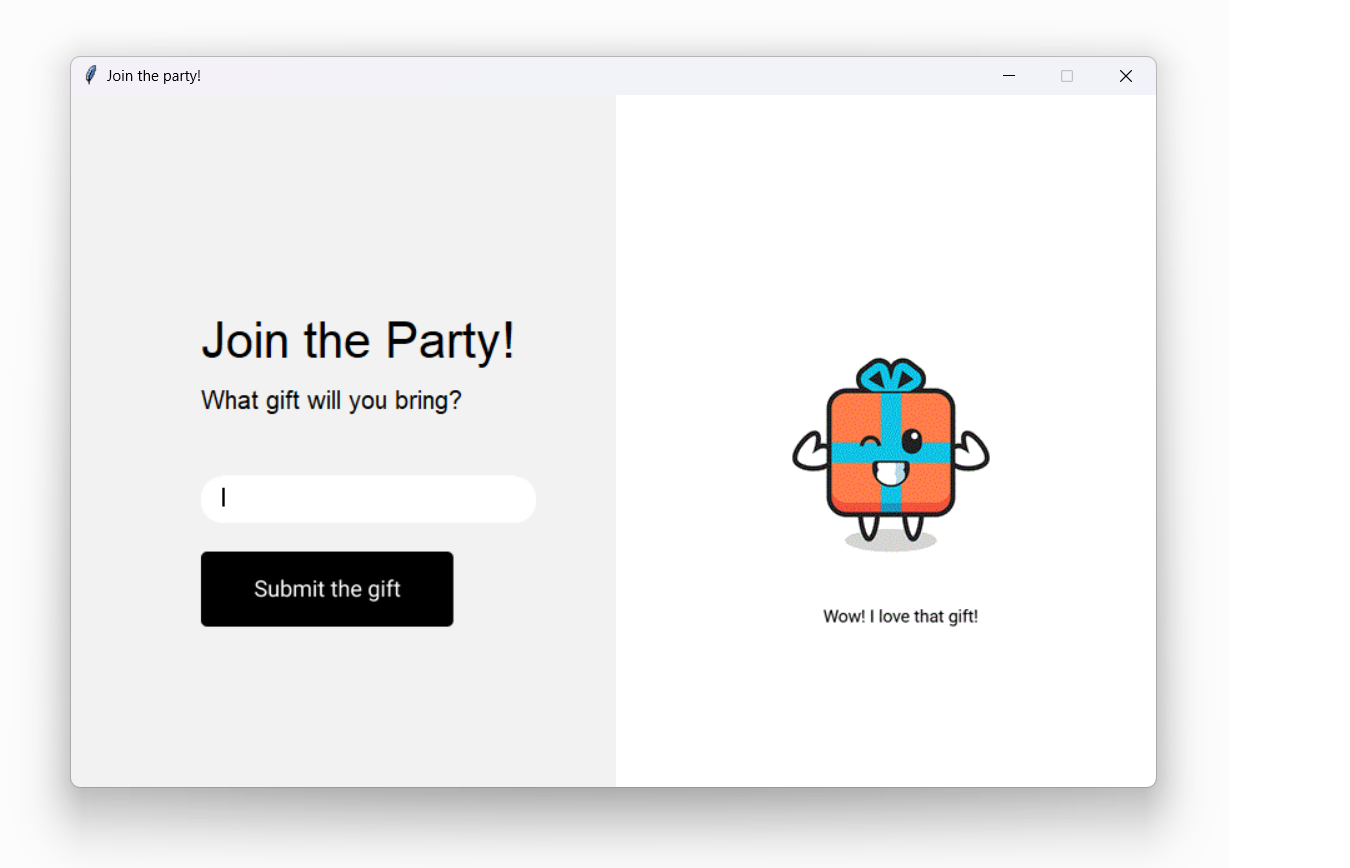 Join the party!
Join the Party!
What gift will you bring?
Submit the gift
Wow! I love that gift!